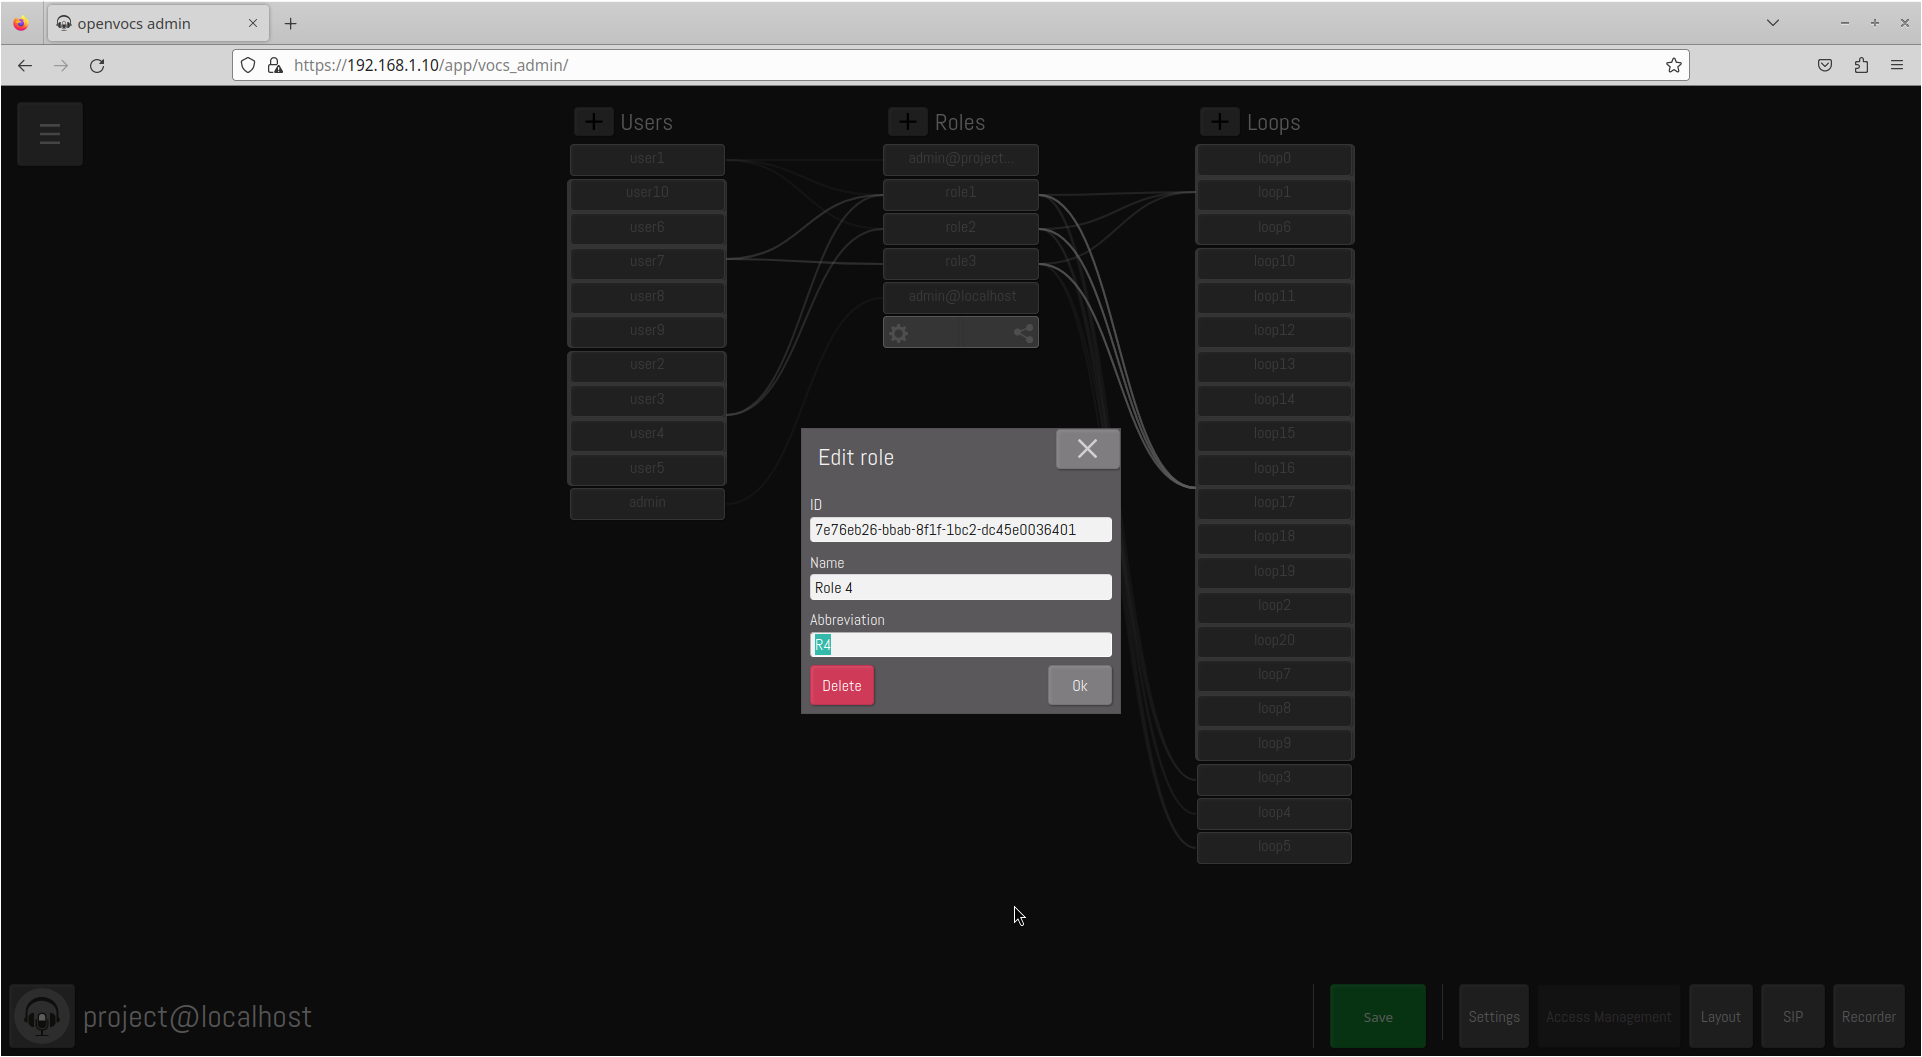 openvocs admin
https://192.168.1.10/app/vocs_admin/
Users
Roles
Loops
user1
user10
user6
user7
user8
user9
user2
user3
user4
user5
admin
admin@project...
role1
role2
role3
admin@localhost
loop0
loop1
loop6
loop10
loop11
loop12
loop13
loop14
loop15
loop16
loop17
loop18
loop19
loop2
loop20
loop7
loop8
loop9
loop3
loop4
loop5
Edit role
ID
7e76eb26-bbab-8f1f-1bc2-dc45e0036401
Name
Role 4
Abbreviation
R4
Delete
Ok
project@localhost
Save
Settings
Access Management
Layout
SIP
Recorder